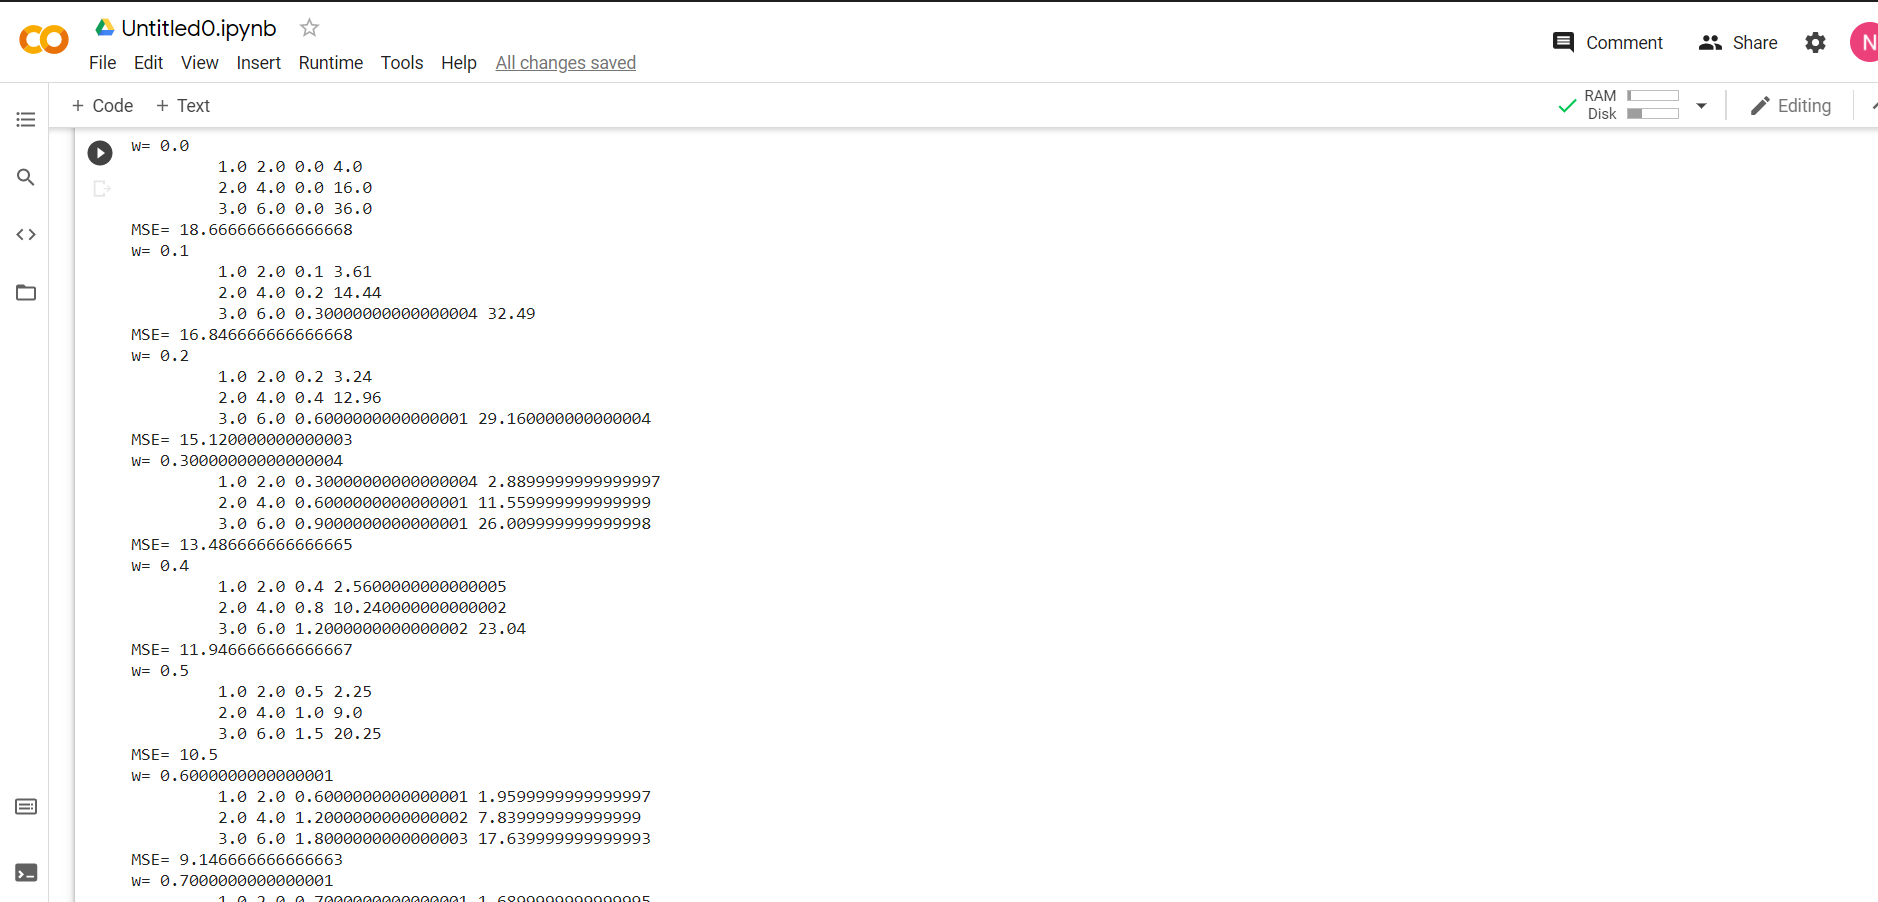 Untitled0.ipynb
File Edit View Insert Runtime Tools Help All changes saved
Comment Share N
+ Code + Text
RAM
Disk
Editing
w= 0.0
1.0 2.0 0.0 4.0
2.0 4.0 0.0 16.0
3.0 6.0 0.0 36.0
MSE= 18.666666666666668
w= 0.1
1.0 2.0 0.1 3.61
2.0 4.0 0.2 14.44
3.0 6.0 0.30000000000000004 32.49
MSE= 16.846666666666668
w= 0.2
1.0 2.0 0.2 3.24
2.0 4.0 0.4 12.96
3.0 6.0 0.6000000000000001 29.160000000000004
MSE= 15.120000000000003
w= 0.30000000000000004
1.0 2.0 0.30000000000000004 2.8899999999999997
2.0 4.0 0.6000000000000001 11.559999999999999
3.0 6.0 0.9000000000000001 26.009999999999998
MSE= 13.486666666666665
w= 0.4
1.0 2.0 0.4 2.5600000000000005
2.0 4.0 0.8 10.240000000000002
3.0 6.0 1.2000000000000002 23.04
MSE= 11.946666666666667
w= 0.5
1.0 2.0 0.5 2.25
2.0 4.0 1.0 9.0
3.0 6.0 1.5 20.25
MSE= 10.5
w= 0.6000000000000001
1.0 2.0 0.6000000000000001 1.9599999999999997
2.0 4.0 1.2000000000000002 7.839999999999999
3.0 6.0 1.8000000000000003 17.639999999999993
MSE= 9.146666666666663
w= 0.7000000000000001
1.0 2.0 0.7000000000000001 1.6899999999999995